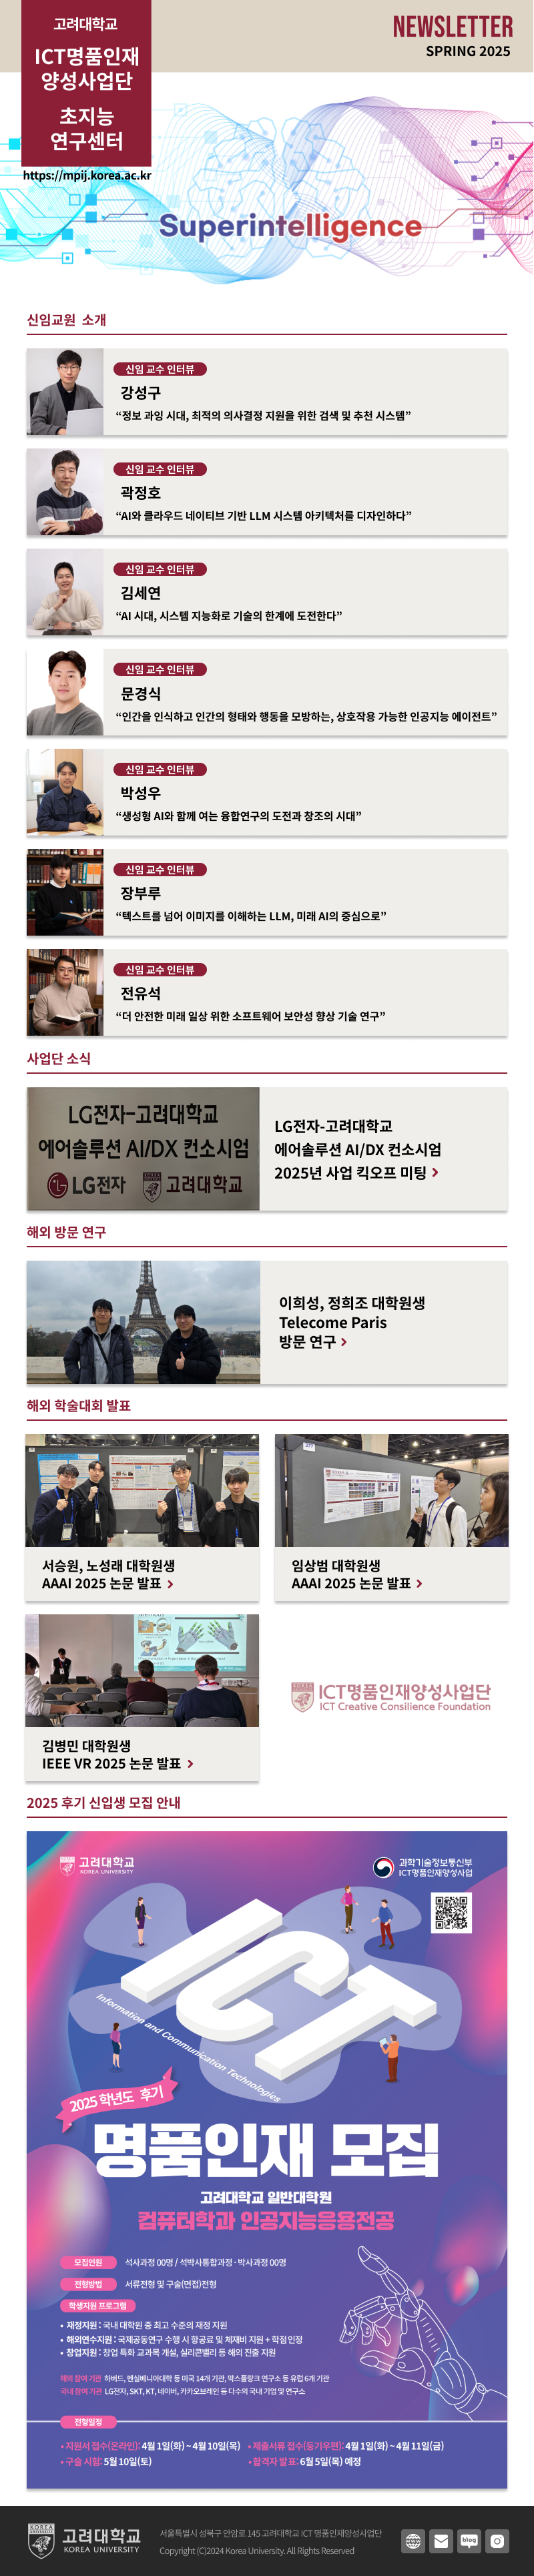 고려대학교
ICT명품인재
양성사업단
초지능
연구센터
https://mpij.korea.ac.kr
NEWSLETTER
SPRING 2025
Superintelligence
신임교원 소개
신임 교수 인터뷰
강성구
“정보 과잉 시대, 최적의 의사결정 지원을 위한 검색 및 추천 시스템”
신임 교수 인터뷰
곽정호
“AI와 클라우드 네이티브 기반 LLM 시스템 아키텍처를 디자인하다”
신임 교수 인터뷰
김세연
“AI 시대, 시스템 지능화로 기술의 한계에 도전한다”
신임 교수 인터뷰
문경식
“인간을 인식하고 인간의 형태와 행동을 모방하는, 상호작용 가능한 인공지능 에이전트”
신임 교수 인터뷰
박성우
“생성형 AI와 함께 여는 융합연구의 도전과 창조의 시대”
신임 교수 인터뷰
장부루
“텍스트를 넘어 이미지를 이해하는 LLM, 미래 AI의 중심으로”
신임 교수 인터뷰
전유석
“더 안전한 미래 일상 위한 소프트웨어 보안성 향상 기술 연구”
사업단 소식
LG전자-고려대학교
에어솔루션 AI/DX 컨소시엄
LG전자 고려대학교
LG전자-고려대학교
에어솔루션 AI/DX 컨소시엄
2025년 사업 킥오프 미팅 >
해외 방문 연구
이희성, 정희조 대학원생
Telecome Paris
방문 연구 >
해외 학술대회 발표
서승원, 노성래 대학원생
AAAI 2025 논문 발표 >
임상범 대학원생
AAAI 2025 논문 발표 >
김병민 대학원생
IEEE VR 2025 논문 발표 >
ICT명품인재양성사업단
ICT Creative Consilience Foundation
2025 후기 신입생 모집 안내
고려대학교
KOREA UNIVERSITY
과학기술정보통신부
ICT명품인재양성사업
ICT
Information and Communication Technologies
2025 학년도 후기
명품인재 모집
고려대학교 일반대학원
컴퓨터학과 인공지능응용전공
모집인원 석사과정 00명 / 석박사통합과정 · 박사과정 00명
전형방법 서류전형 및 구술(면접)전형
학생지원 프로그램
• 재정지원 : 국내 대학원 중 최고 수준의 재정 지원
• 해외연수지원 : 국제공동연구 수행 시 항공료 및 체재비 지원 + 학점 인정
• 창업지원 : 창업 특화 교과목 개설, 실리콘밸리 등 해외 진출 지원
해외 참여 기관 하버드, 펜실베니아대학 등 미국 14개 기관, 막스플랑크 연구소 등 유럽 6개 기관
국내 참여 기관 LG전자, SKT, KT, 네이버, 카카오브레인 등 다수의 국내 기업 및 연구소
전형일정
• 지원서 접수(온라인): 4월 1일(화) ~ 4월 10일(목) • 제출서류 접수(등기우편): 4월 1일(화) ~ 4월 11일(금)
• 구술 시험: 5월 10일(토) • 합격자 발표: 6월 5일(목) 예정
고려대학교
KOREA UNIVERSITY
서울특별시 성북구 안암로 145 고려대학교 ICT 명품인재양성사업단
Copyright (C)2024 Korea University. All Rights Reserved
blog